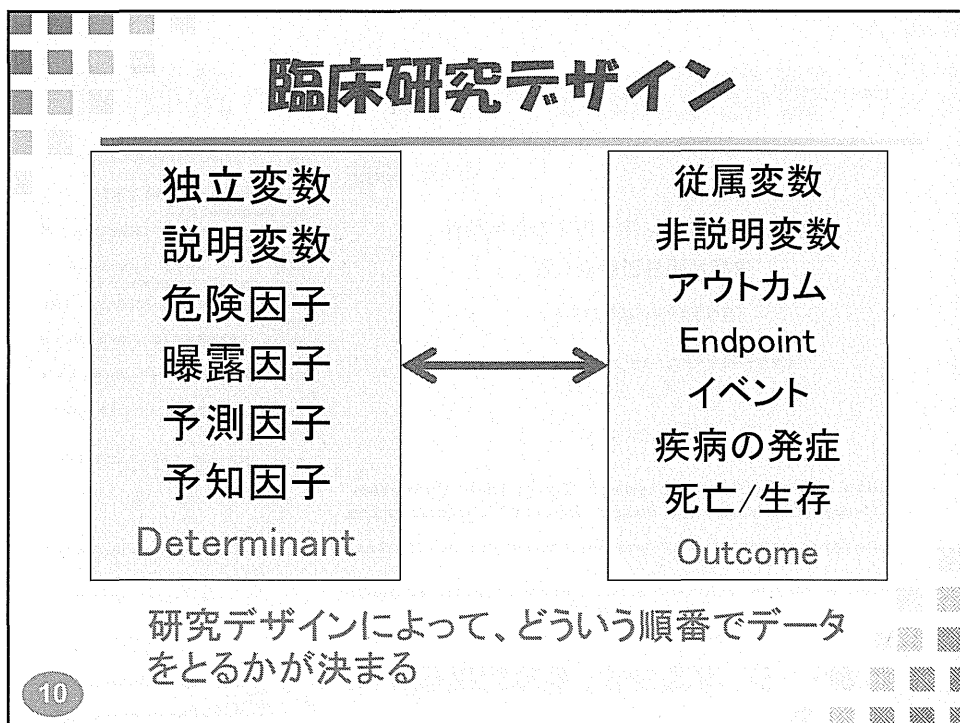 臨床研究デザイン
独立変数
説明変数
危険因子
曝露因子
予測因子
予知因子
Determinant
従属変数
非説明変数
アウトカム
Endpoint
イベント
疾病の発症
死亡/生存
Outcome
研究デザインによって、どういう順番でデータ
をとるかが決まる
10